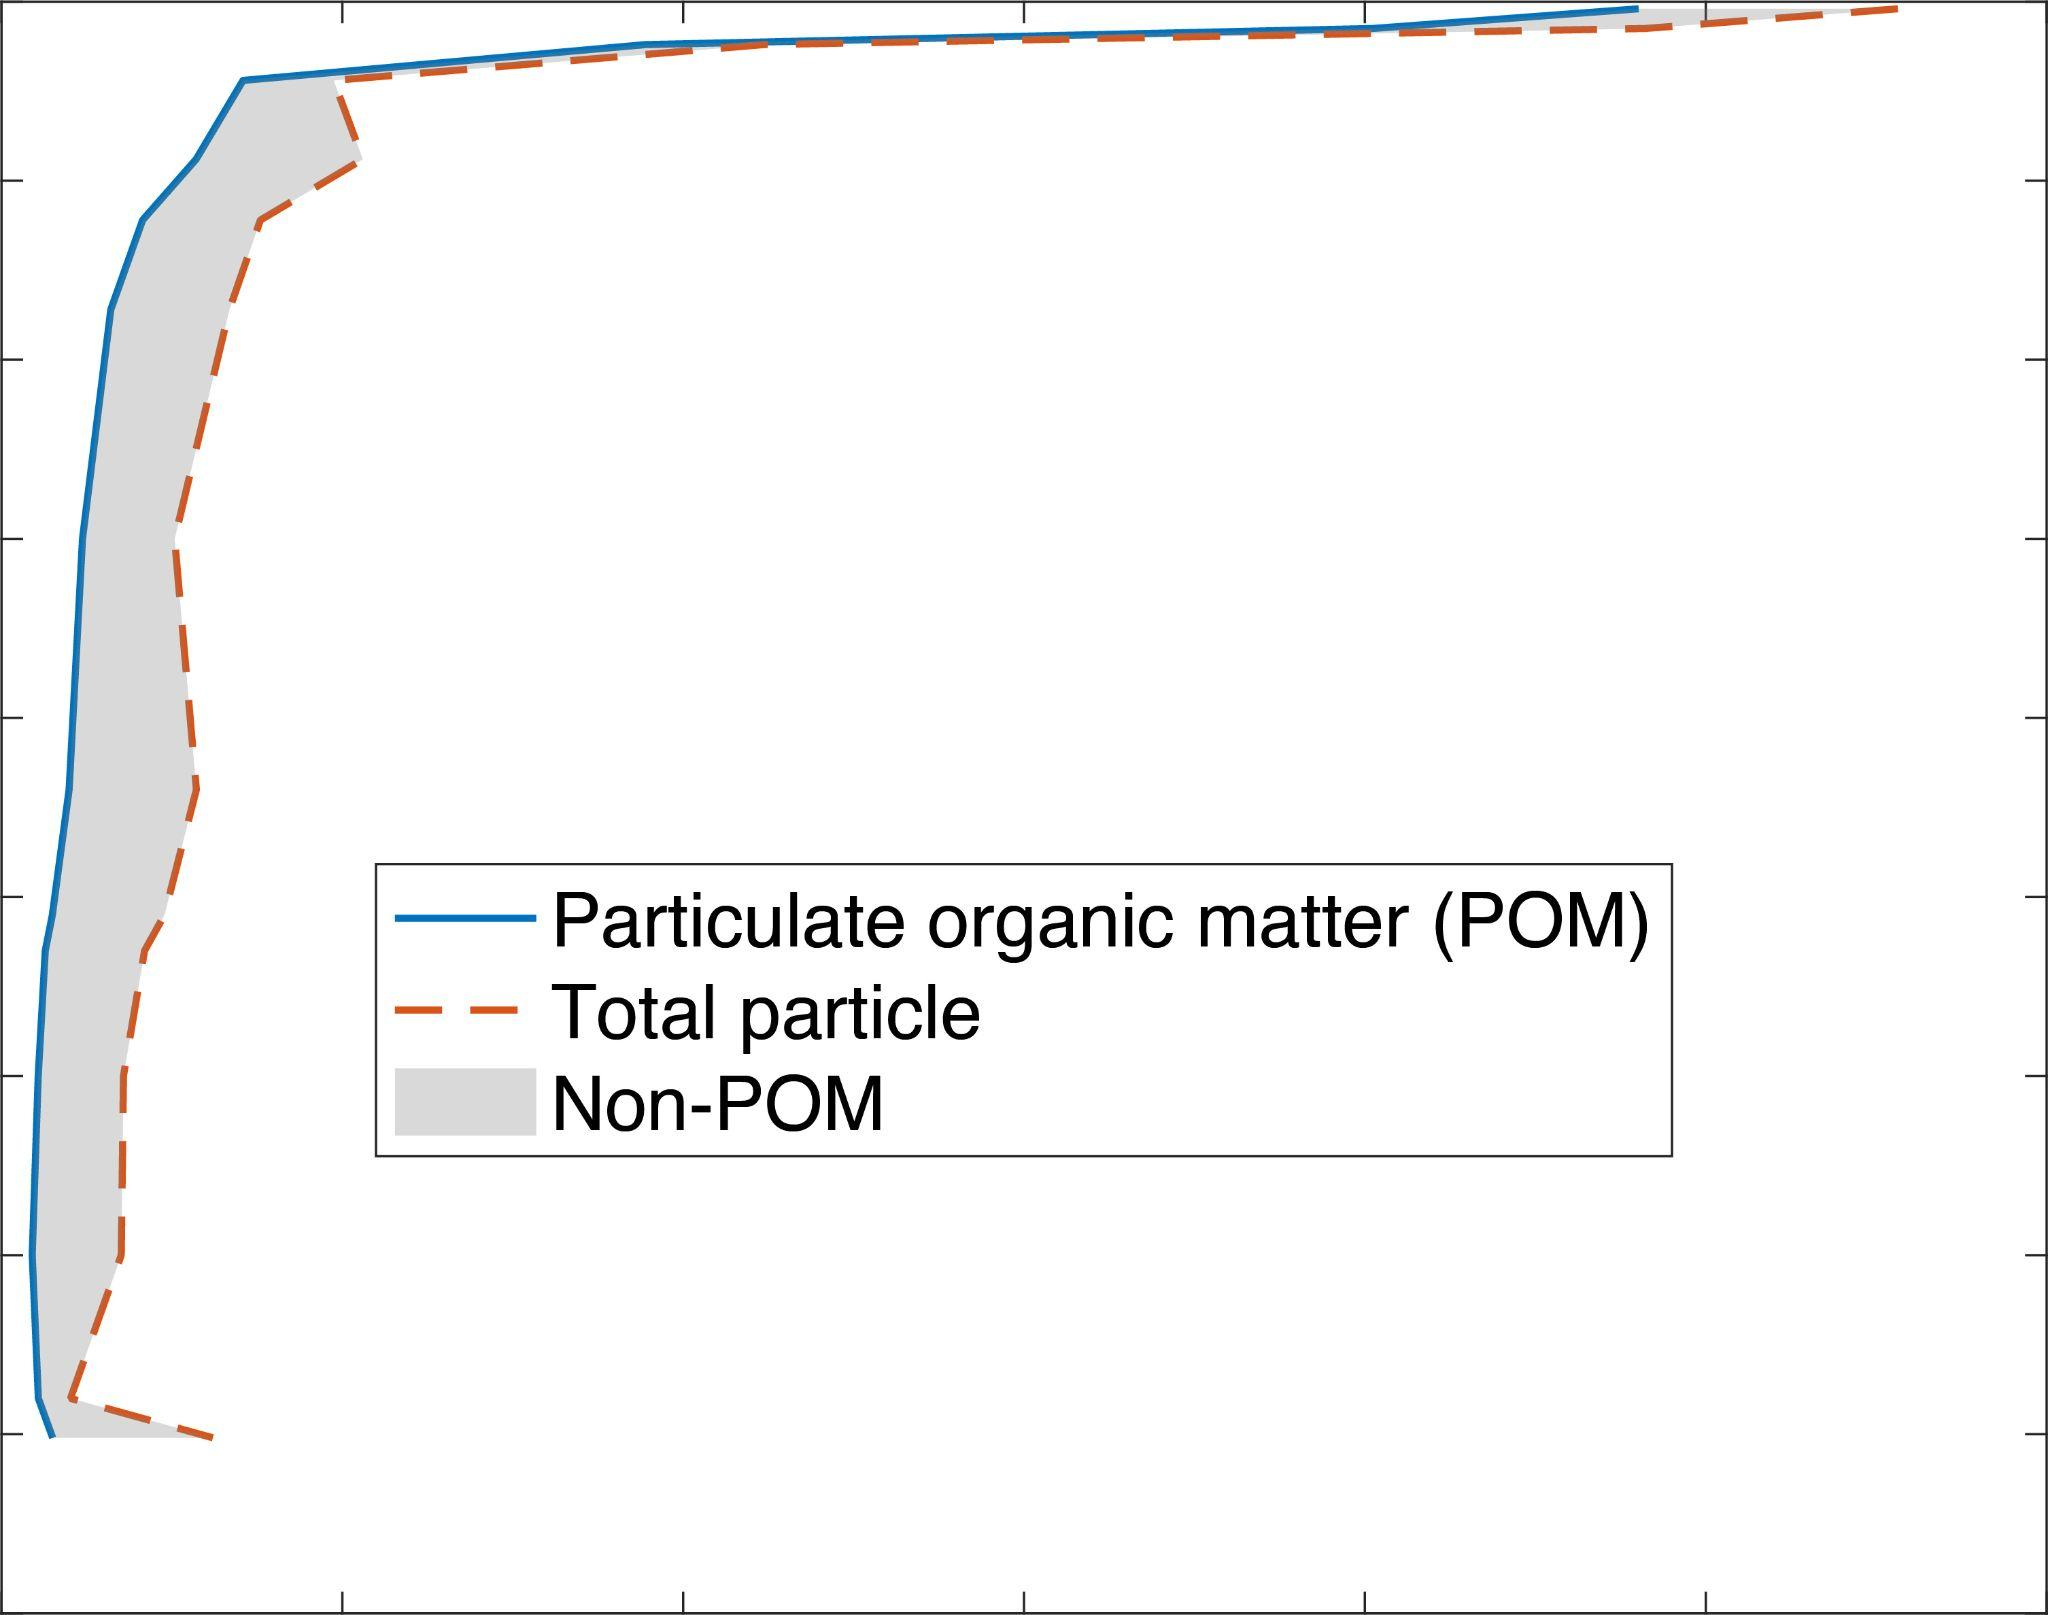 Particulate organic matter (POM)
Total particle
Non-POM